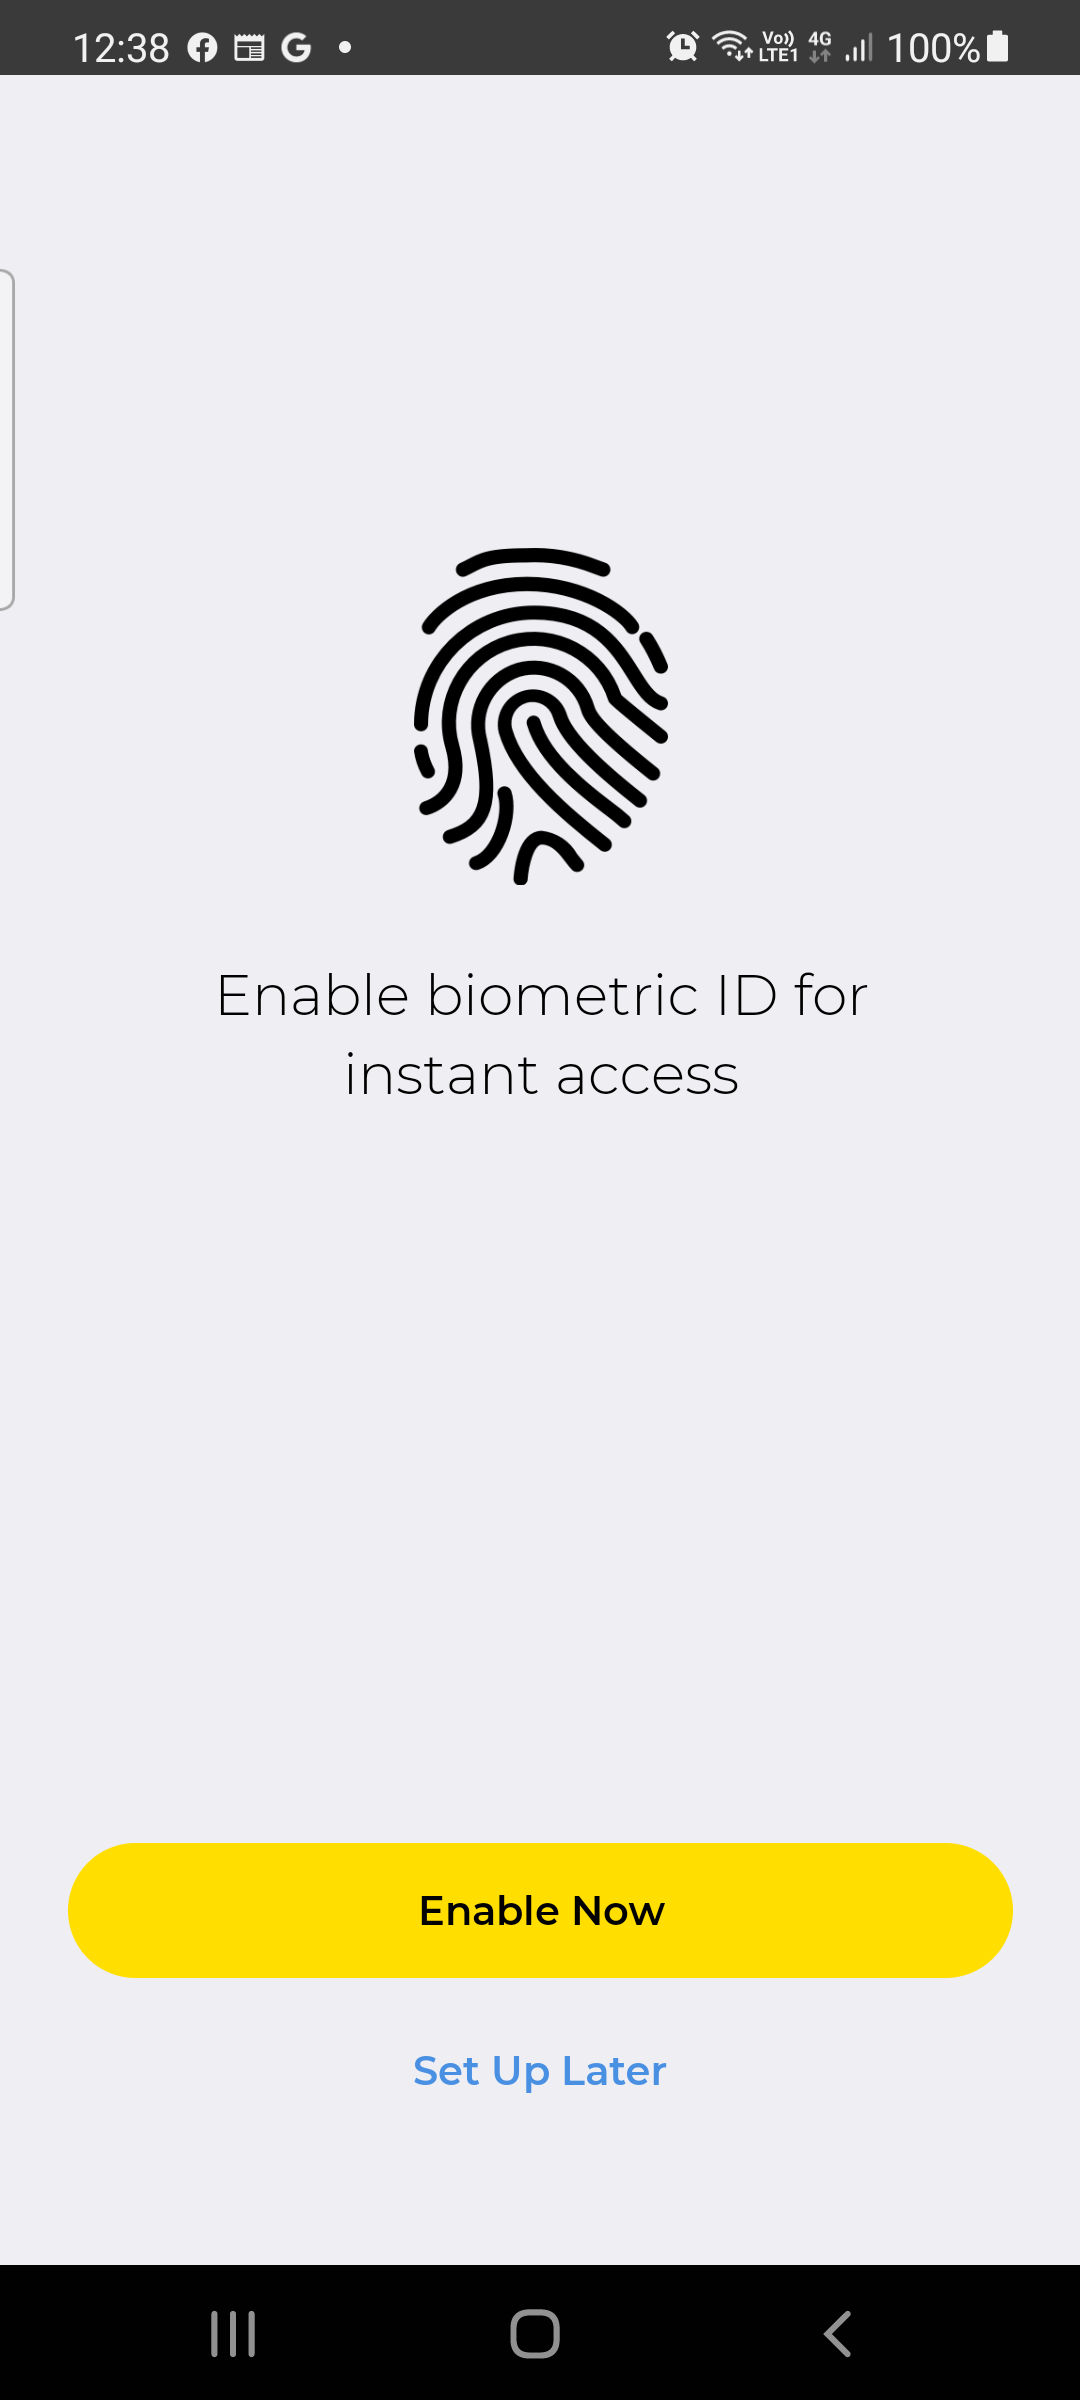 12:38 Vo)) LTE1 4G 100%
Enable biometric ID for
instant access
Enable Now
Set Up Later